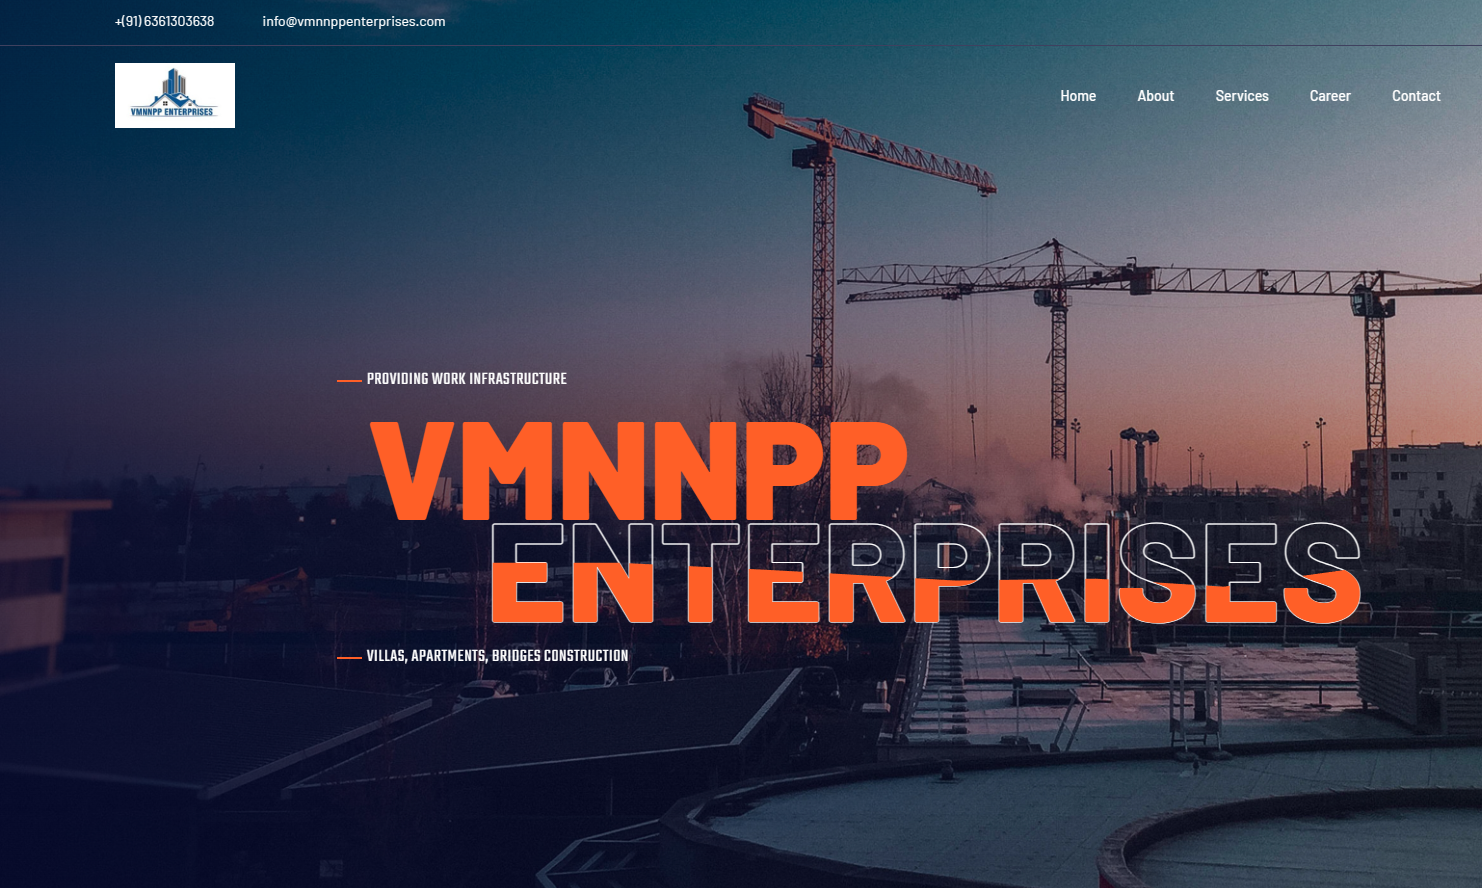 +(91) 6361303638 info@vmnnppenterprises.com
VMNNPP ENTERPRISES
Home About Services Career Contact
PROVIDING WORK INFRASTRUCTURE
VMNNPP
ENTERPRISES
VILLAS, APARTMENTS, BRIDGES CONSTRUCTION